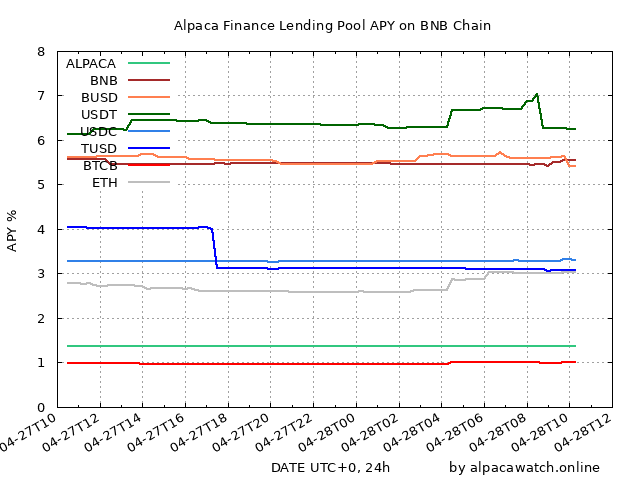 Alpaca Finance Lending Pool APY on BNB Chain
8
7
6
5
4
3
2
1
0
APY %
ALPACA
BNB
BUSD
USDT
USDC
TUSD
BTCB
ETH
04-27T10
04-27T12
04-27T14
04-27T16
04-27T18
04-27T20
04-27T22
04-28T00
04-28T02
04-28T04
04-28T06
04-28T08
04-28T10
04-28T12
DATE UTC+0, 24h
by alpacawatch.online